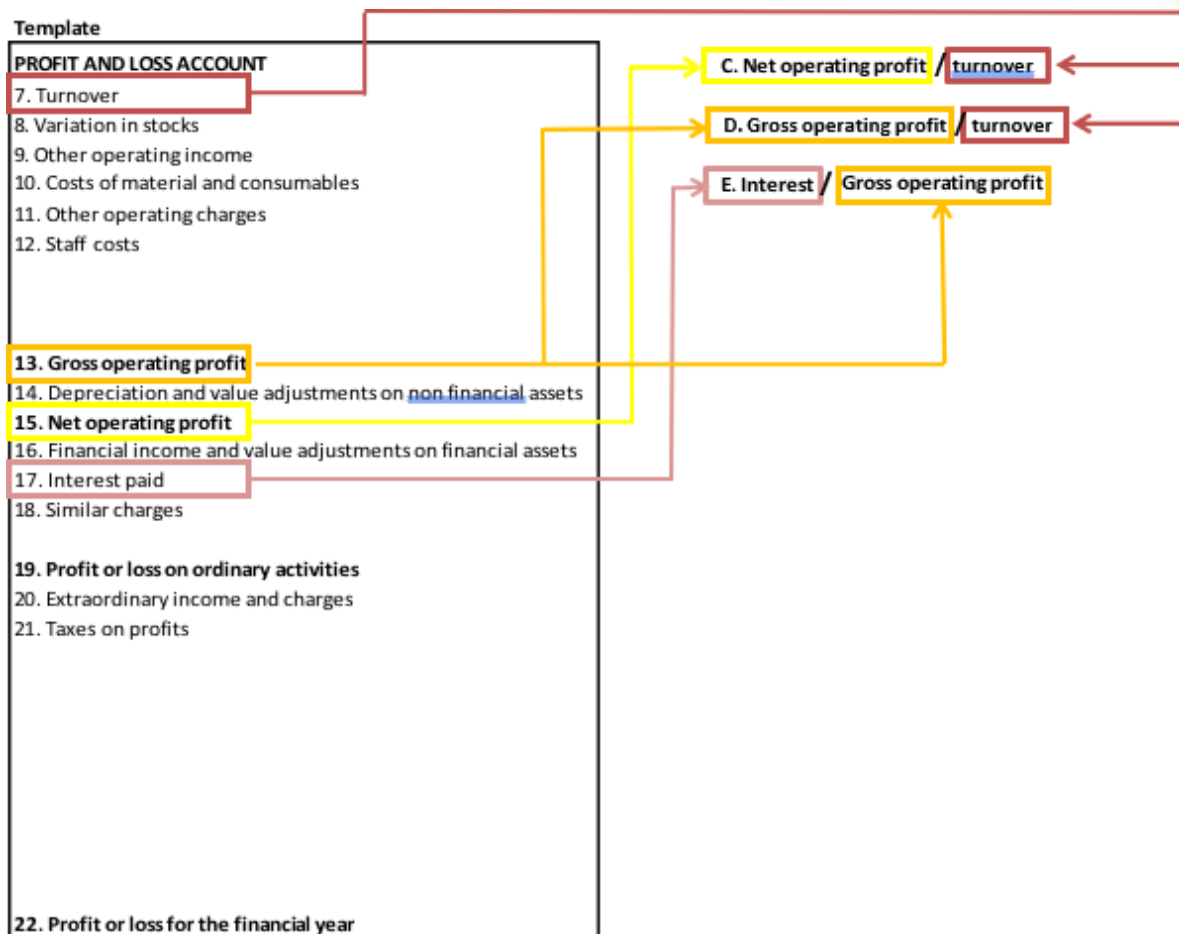 Template
PROFIT AND LOSS ACCOUNT
7. Turnover
8. Variation in stocks
9. Other operating income
10. Costs of material and consumables
11. Other operating charges
12. Staff costs
13. Gross operating profit
14. Depreciation and value adjustments on non financial assets
15. Net operating profit
16. Financial income and value adjustments on financial assets
17. Interest paid
18. Similar charges
19. Profit or loss on ordinary activities
20. Extraordinary income and charges
21. Taxes on profits
22. Profit or loss for the financial year
C. Net operating profit / turnover
D. Gross operating profit / turnover
E. Interest / Gross operating profit